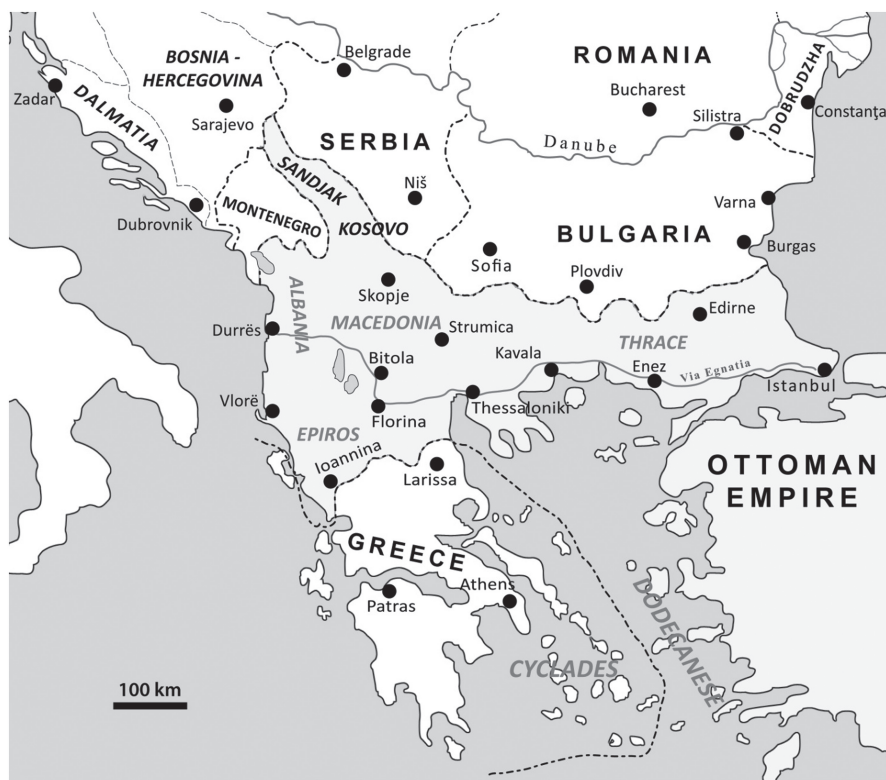 BOSNIA -
HERCEGOVINA
Belgrade
ROMANIA
Bucharest
DOBRUDZHA
Zadar
DALMATIA
Sarajevo
Silistra
Constanţa
SERBIA
Danube
SANDJAK
Niš
Varna
MONTENEGRO
KOSOVO
Dubrovnik
BULGARIA
Burgas
Sofia
Plovdiv
ALBANIA
Skopje
Edirne
Durrës
MACEDONIA
Strumica
THRACE
Bitola
Kavala
Enez
Via Egnatia
Istanbul
Vlorë
Florina
Thessaloniki
EPIROS
Ioannina
Larissa
OTTOMAN
EMPIRE
GREECE
Athens
Patras
DODECANESE
CYCLADES
100 km